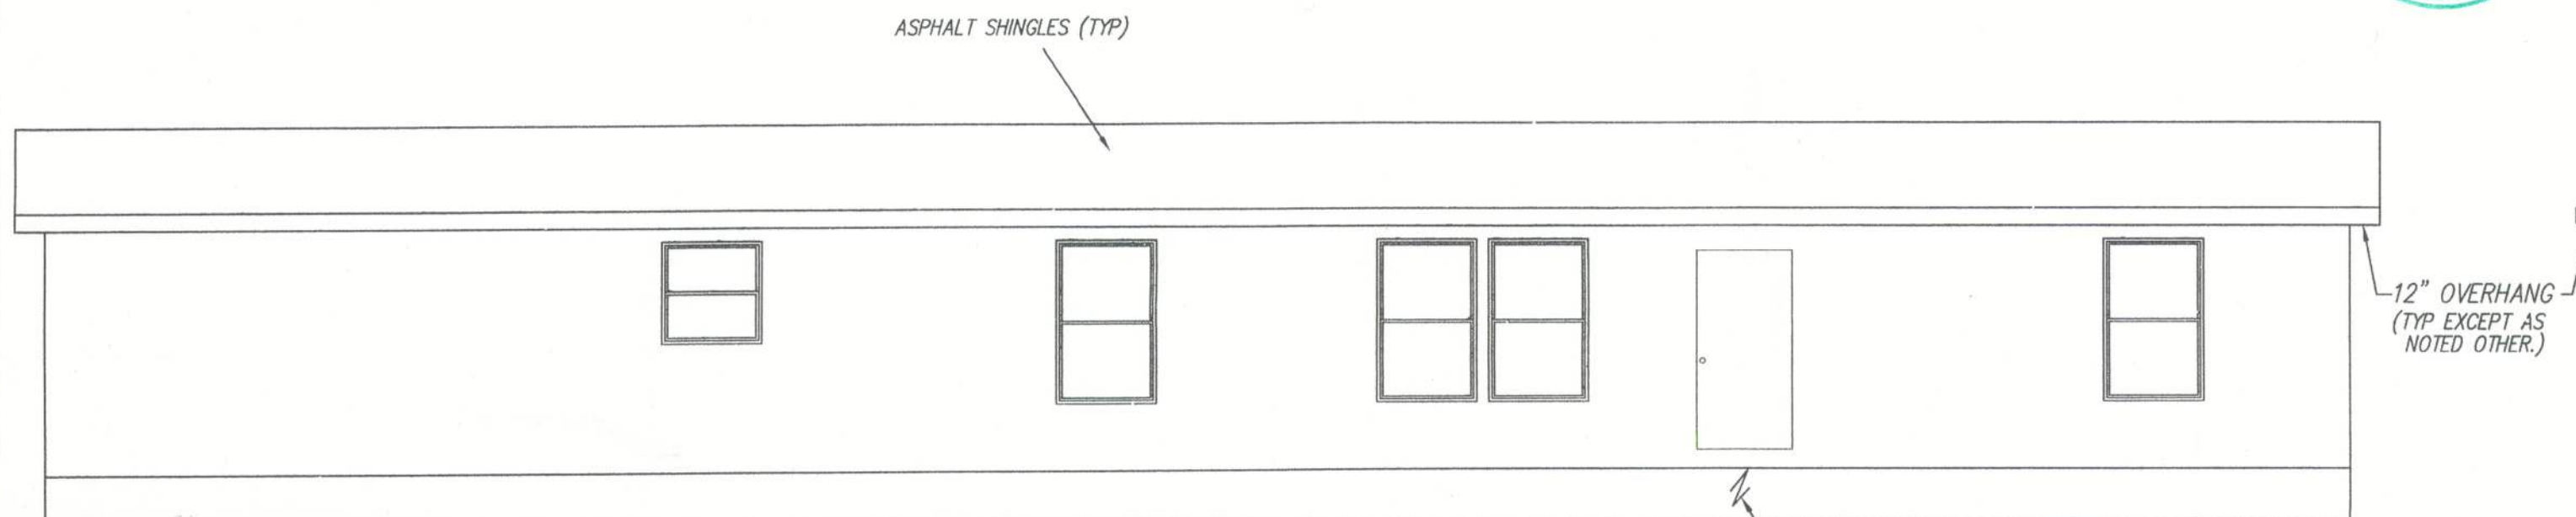 ASPHALT SHINGLES (TYP)
12" OVERHANG
(TYP EXCEPT AS
NOTED OTHER.)